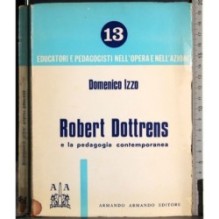 13
EDUCATORI E PEDAGOGISTI NELL'OPERA E NELL'AZIONE
Domenico Izzo
Robert Dottrens
e la pedagogia contemporanea
A A
ARMANDO ARMANDO EDITORE